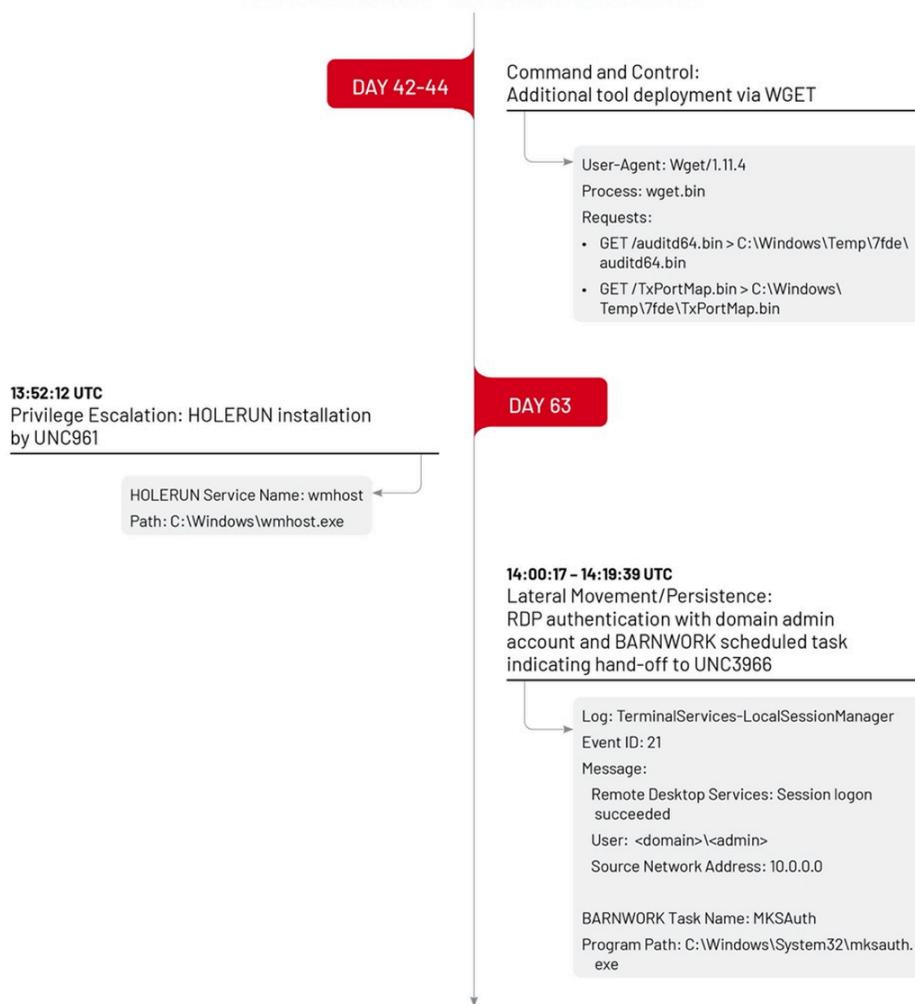 DAY 42-44
Command and Control:
Additional tool deployment via WGET
User-Agent: Wget/1.11.4
Process: wget.bin
Requests:
• GET /auditd64.bin > C:\Windows\Temp\7fde\
auditd64.bin
• GET /TxPortMap.bin > C:\Windows\
Temp\7fde\TxPortMap.bin
DAY 63
13:52:12 UTC
Privilege Escalation: HOLERUN installation
by UNC961
HOLERUN Service Name: wmhost
Path: C:\Windows\wmhost.exe
14:00:17 – 14:19:39 UTC
Lateral Movement/Persistence:
RDP authentication with domain admin
account and BARNWORK scheduled task
indicating hand-off to UNC3966
Log: TerminalServices-LocalSessionManager
Event ID: 21
Message:
Remote Desktop Services: Session logon
succeeded
User: <domain>\<admin>
Source Network Address: 10.0.0.0
BARNWORK Task Name: MKSAuth
Program Path: C:\Windows\System32\mksauth.
exe